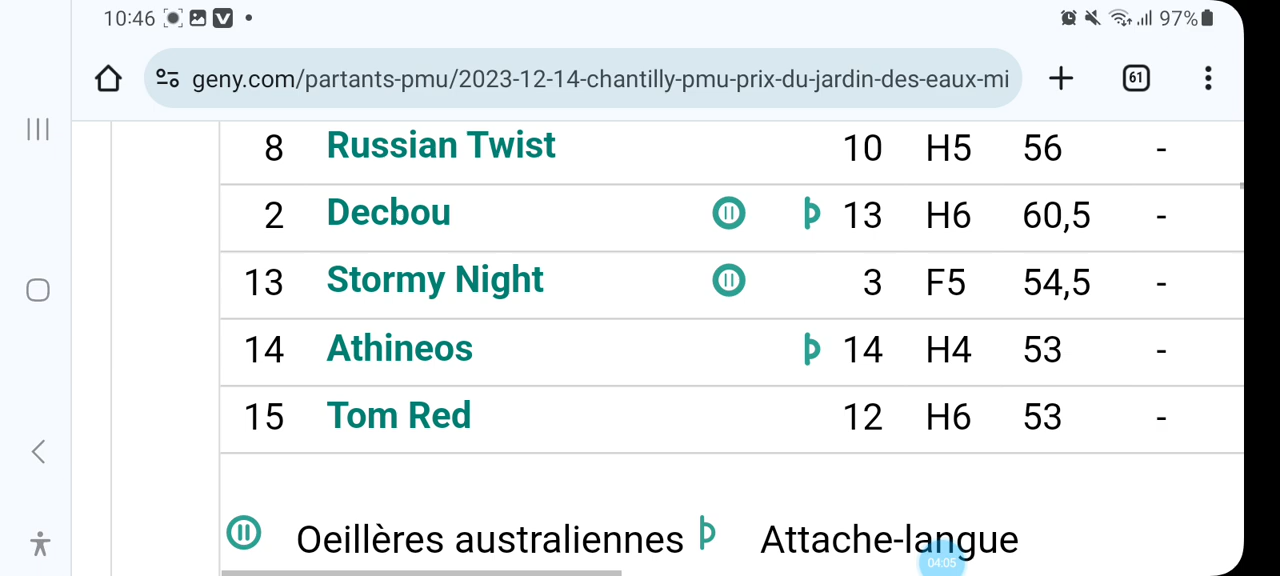 10:46 97%
geny.com/partants-pmu/2023-12-14-chantilly-pmu-prix-du-jardin-des-eaux-mi 61
8 Russian Twist 10 H5 56 -
2 Decbou 13 H6 60,5 -
13 Stormy Night 3 F5 54,5 -
14 Athineos 14 H4 53 -
15 Tom Red 12 H6 53 -
Oeillères australiennes Attache-langue
04:05